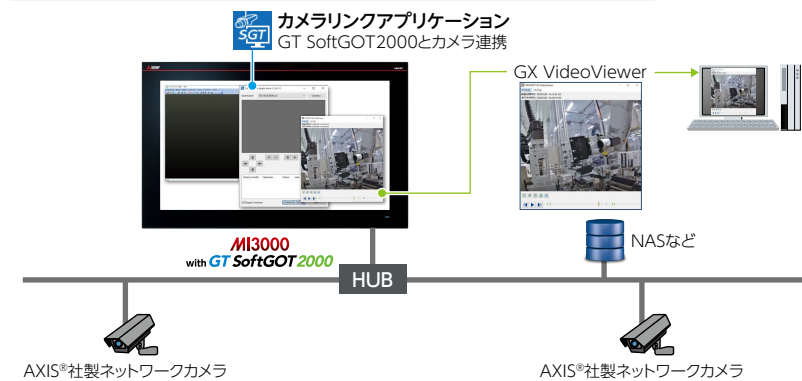 SGT
カメラリンクアプリケーション
GT SoftGOT2000とカメラ連携
GX VideoViewer
MI3000
with GT SoftGOT2000
NASなど
HUB
AXIS®社製ネットワークカメラ
AXIS®社製ネットワークカメラ